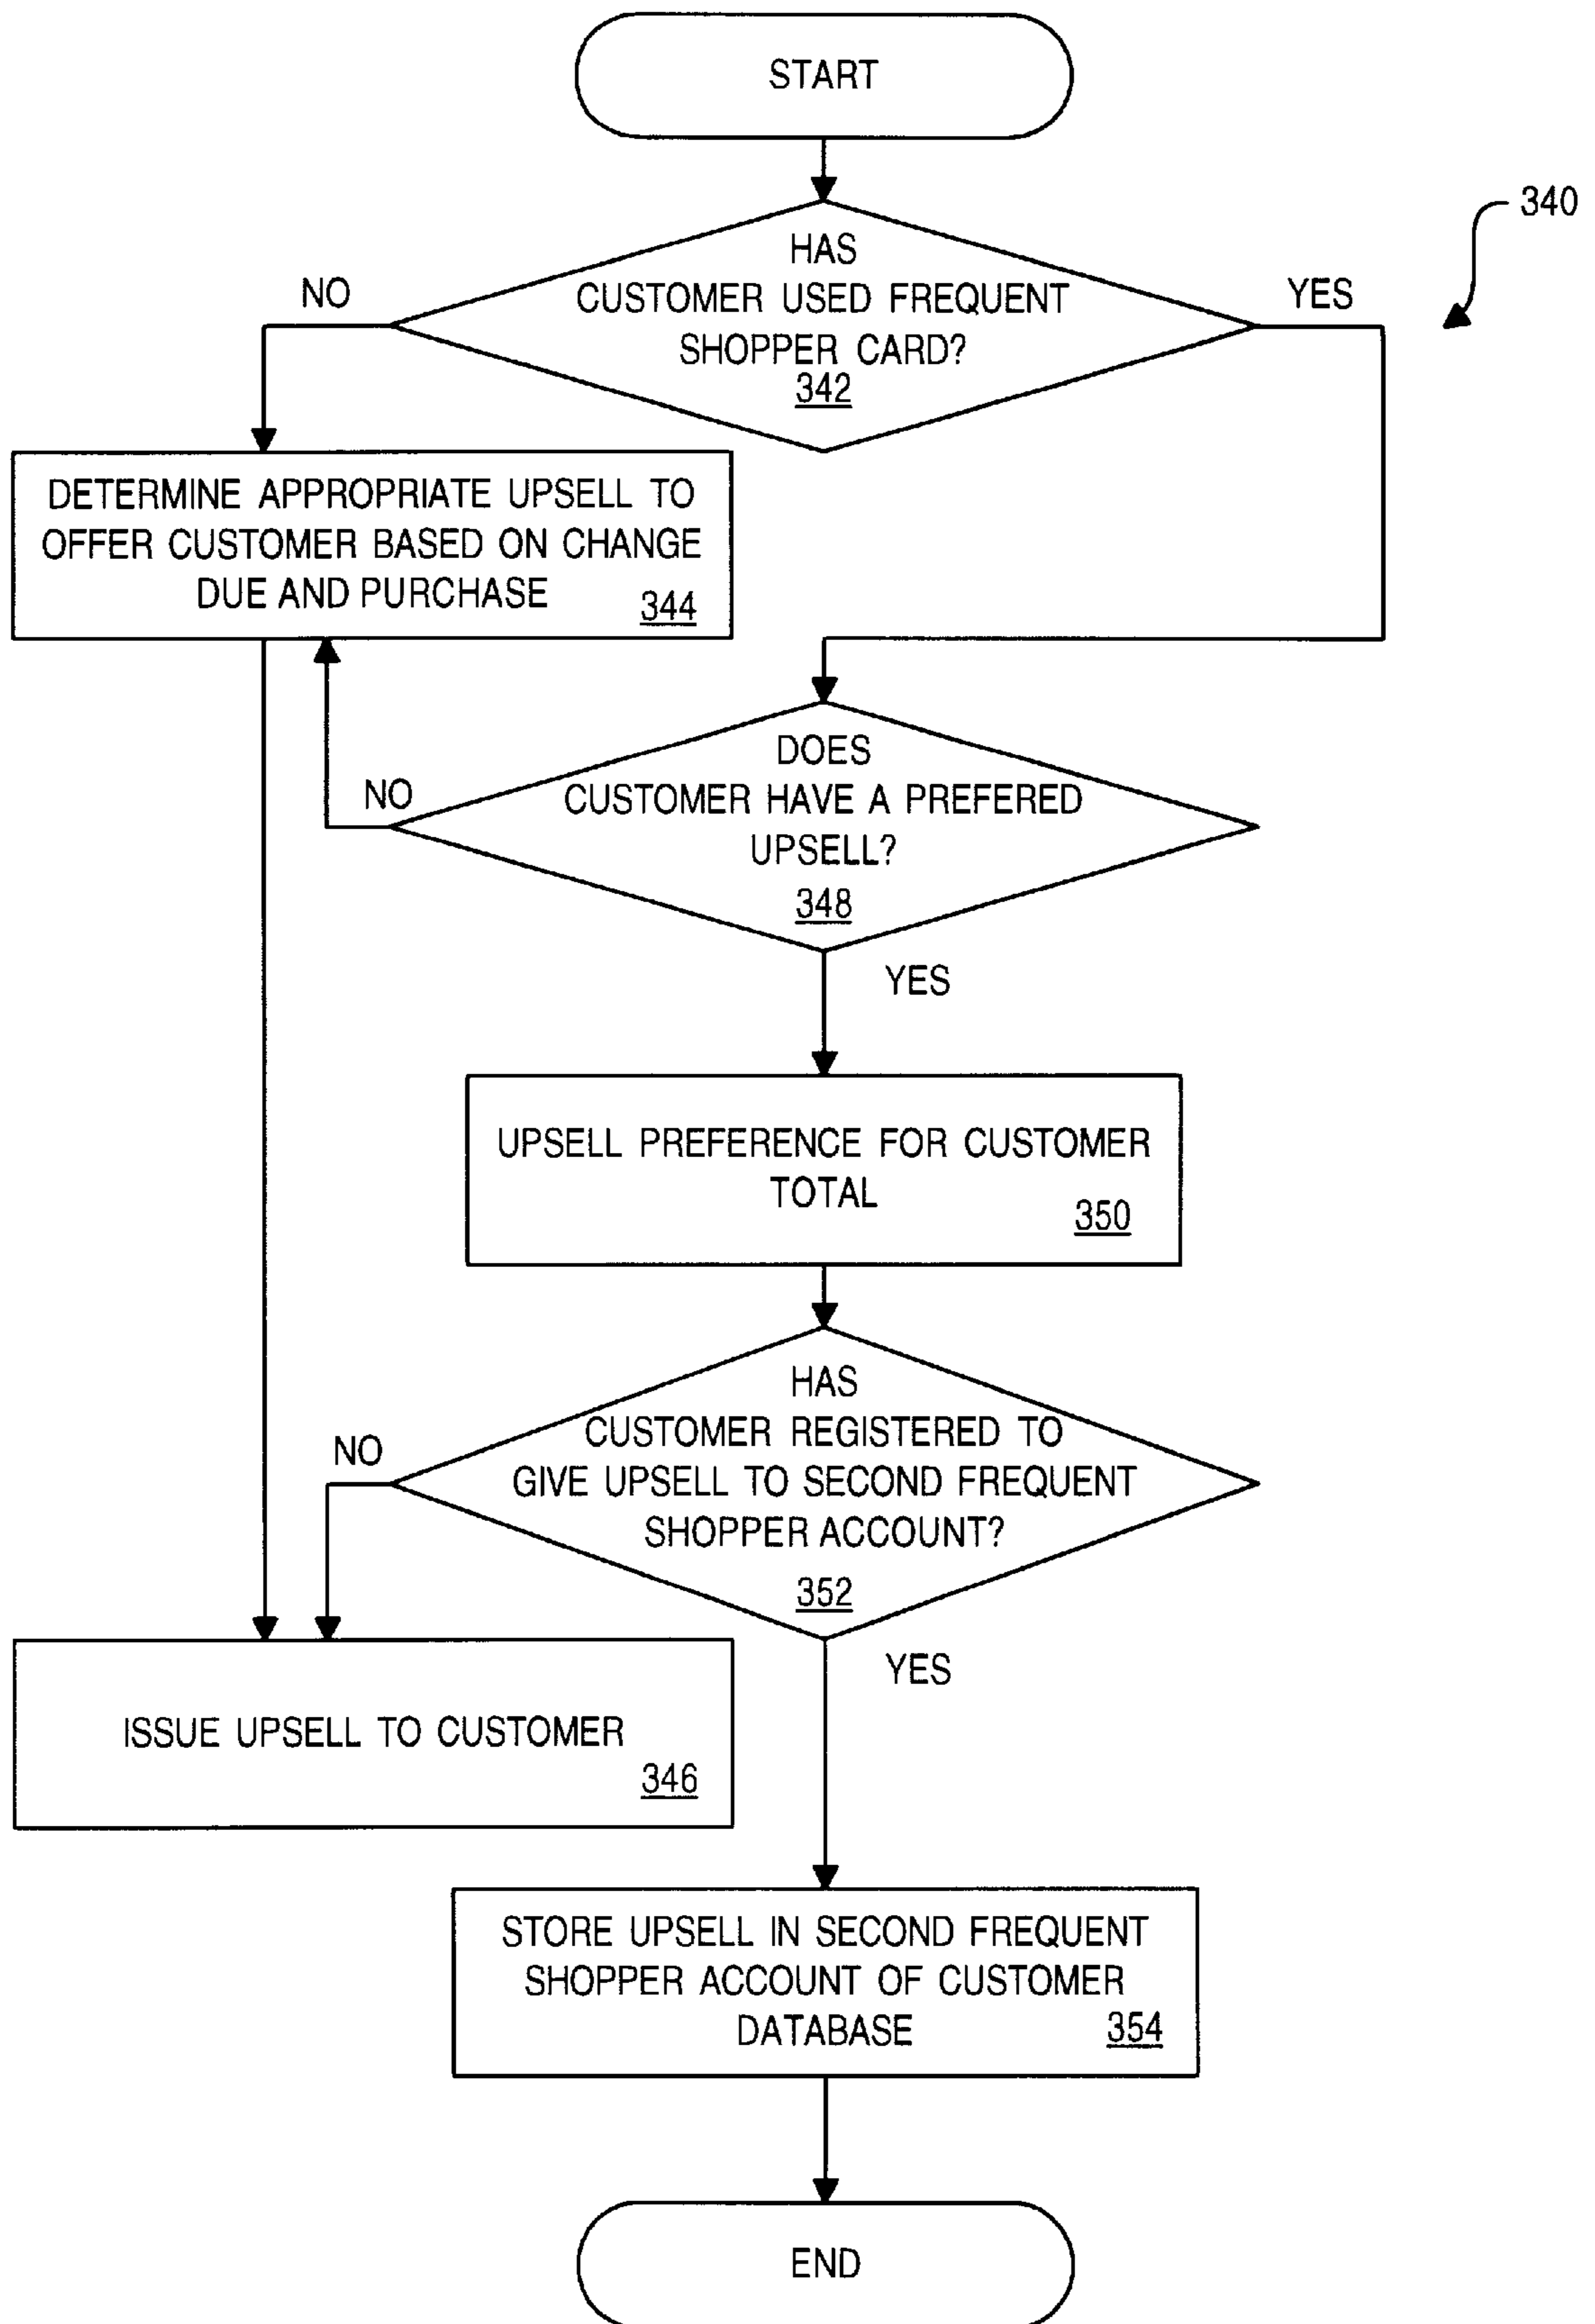 START
340
HAS
CUSTOMER USED FREQUENT
SHOPPER CARD?
342
NO
YES
DETERMINE APPROPRIATE UPSELL TO
OFFER CUSTOMER BASED ON CHANGE
DUE AND PURCHASE
344
DOES
CUSTOMER HAVE A PREFERED
UPSELL?
348
NO
YES
UPSELL PREFERENCE FOR CUSTOMER
TOTAL
350
HAS
CUSTOMER REGISTERED TO
GIVE UPSELL TO SECOND FREQUENT
SHOPPER ACCOUNT?
352
NO
YES
ISSUE UPSELL TO CUSTOMER
346
STORE UPSELL IN SECOND FREQUENT
SHOPPER ACCOUNT OF CUSTOMER
DATABASE
354
END